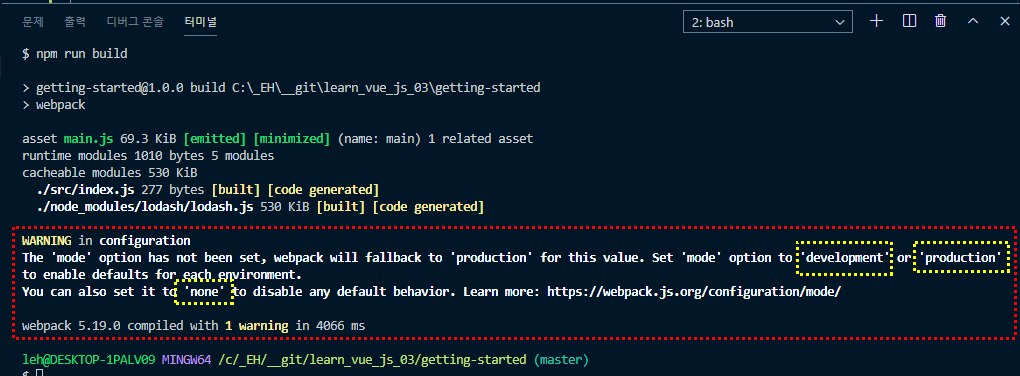 문제 출력 디버그 콘솔 터미널 2: bash
$ npm run build
> getting-started@1.0.0 build C:\_EH\__git\learn_vue_js_03\getting-started
> webpack
asset main.js 69.3 KiB [emitted] [minimized] (name: main) 1 related asset
runtime modules 1010 bytes 5 modules
cacheable modules 530 KiB
./src/index.js 277 bytes [built] [code generated]
./node_modules/lodash/lodash.js 530 KiB [built] [code generated]
WARNING in configuration
The 'mode' option has not been set, webpack will fallback to 'production' for this value. Set 'mode' option to 'development' or 'production'
to enable defaults for each environment.
You can also set it to 'none' to disable any default behavior. Learn more: https://webpack.js.org/configuration/mode/
webpack 5.19.0 compiled with 1 warning in 4066 ms
leh@DESKTOP-1PALV09 MINGW64 /c/_EH/__git/learn_vue_js_03/getting-started (master)
$